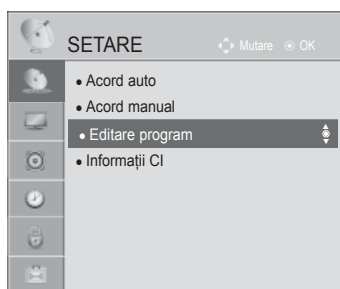 SETARE
Mutare OK
• Acord auto
• Acord manual
• Editare program
• Informații CI